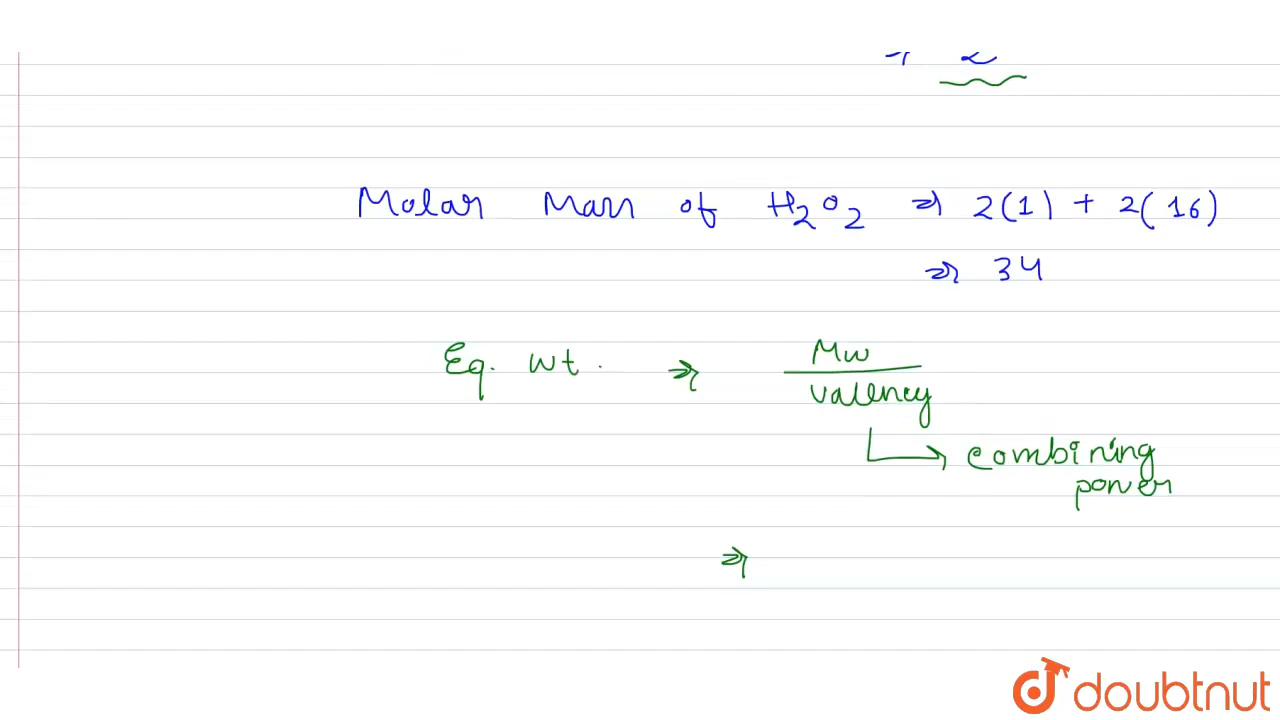 Molar Mass of H₂O₂ ⇒ 2(1) + 2(16)
⇒ 34
Eq. wt. ⇒ Mw
valency
combining
power
⇒
doubtnut